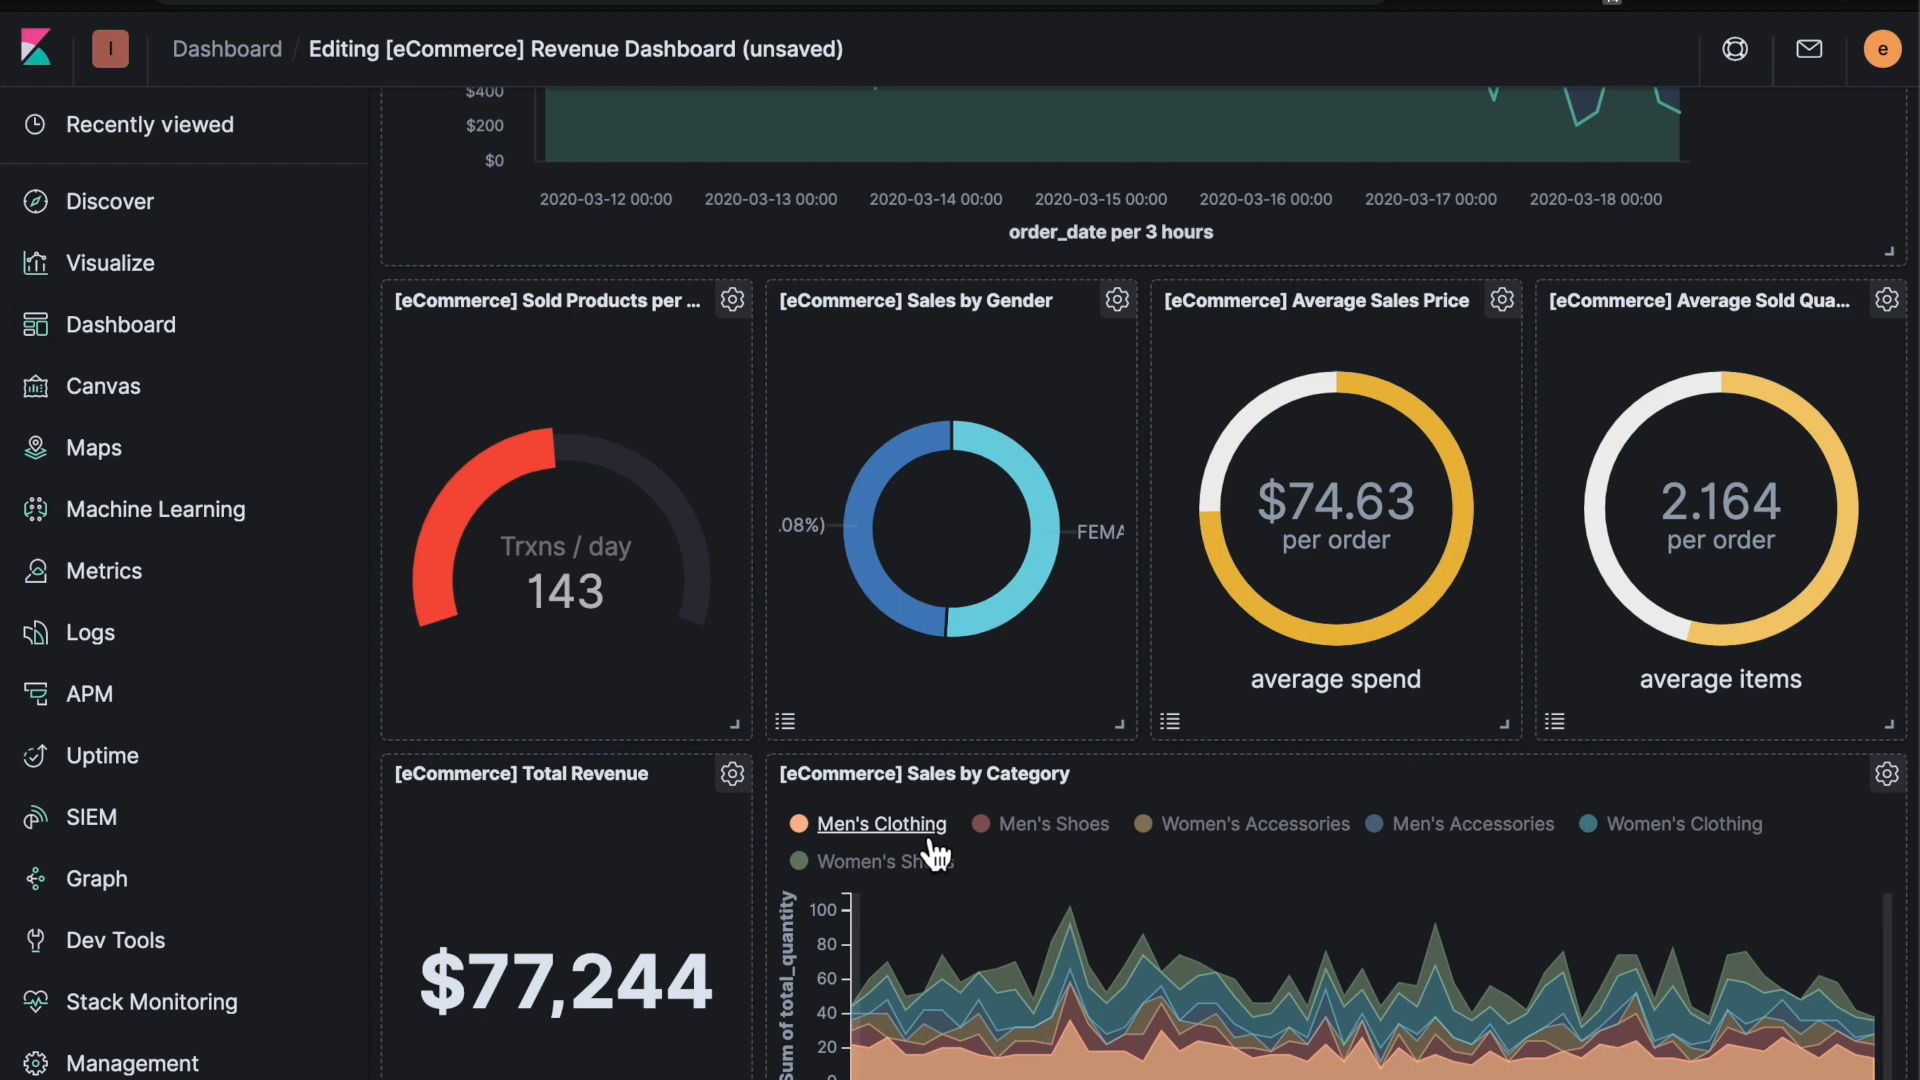 I
Dashboard / Editing [eCommerce] Revenue Dashboard (unsaved)
e
Recently viewed
Discover
Visualize
Dashboard
Canvas
Maps
Machine Learning
Metrics
Logs
APM
Uptime
SIEM
Graph
Dev Tools
Stack Monitoring
Management
$400
$200
$0
2020-03-12 00:00 2020-03-13 00:00 2020-03-14 00:00 2020-03-15 00:00 2020-03-16 00:00 2020-03-17 00:00 2020-03-18 00:00
order_date per 3 hours
[eCommerce] Sold Products per ...
Trxns / day
143
[eCommerce] Sales by Gender
.08%)
FEMA
[eCommerce] Average Sales Price
$74.63
per order
average spend
[eCommerce] Average Sold Qua...
2.164
per order
average items
[eCommerce] Total Revenue
$77,244
[eCommerce] Sales by Category
Men's Clothing Men's Shoes Women's Accessories Men's Accessories Women's Clothing
Women's Sh
Sum of total_quantity
100
80
60
40
20